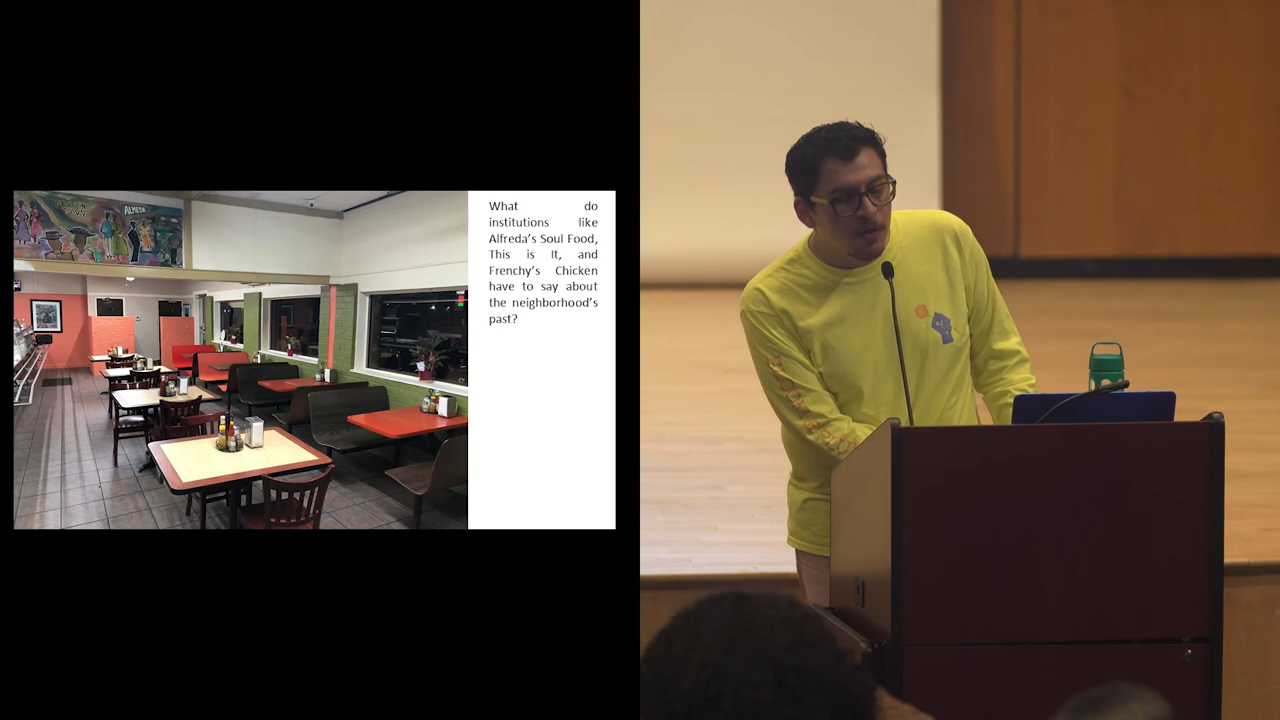 ALMEDA
What do
institutions like
Alfreda's Soul Food,
This is It, and
Frenchy's Chicken
have to say about
the neighborhood's
past?